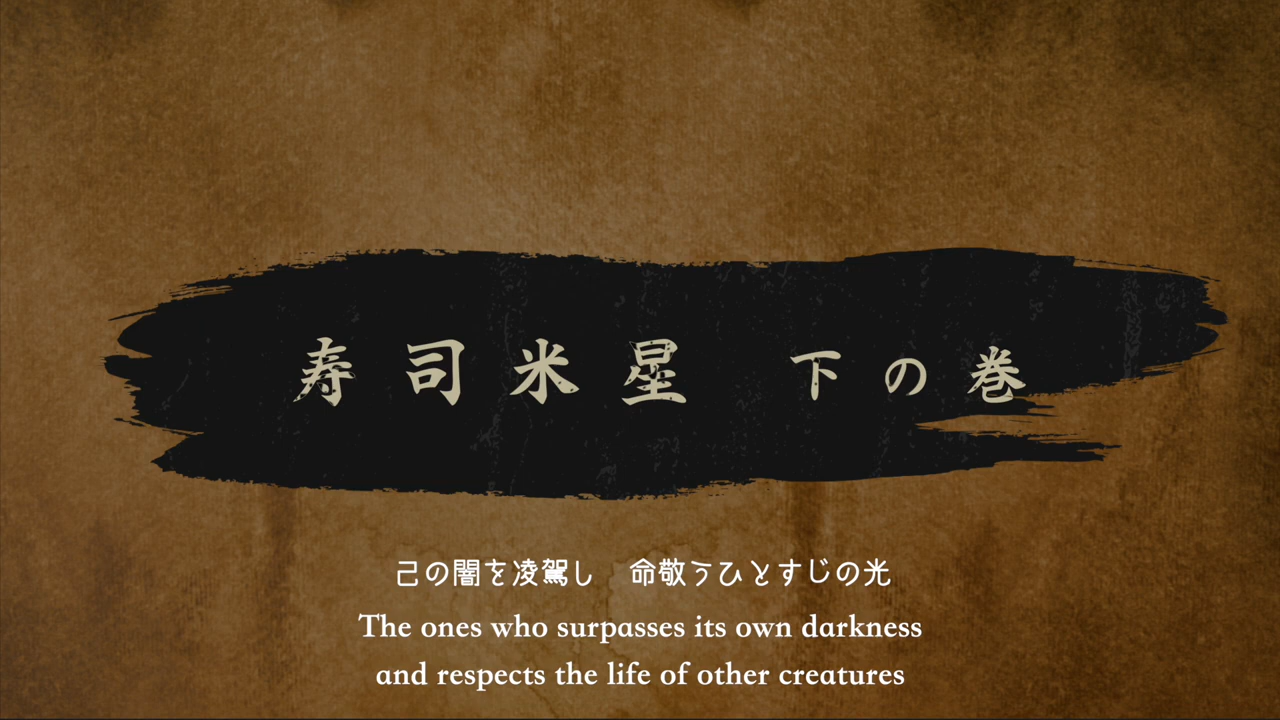 寿司米星 下の巻
己の闇を凌駕し　命敬うひとすじの光
The ones who surpasses its own darkness
and respects the life of other creatures